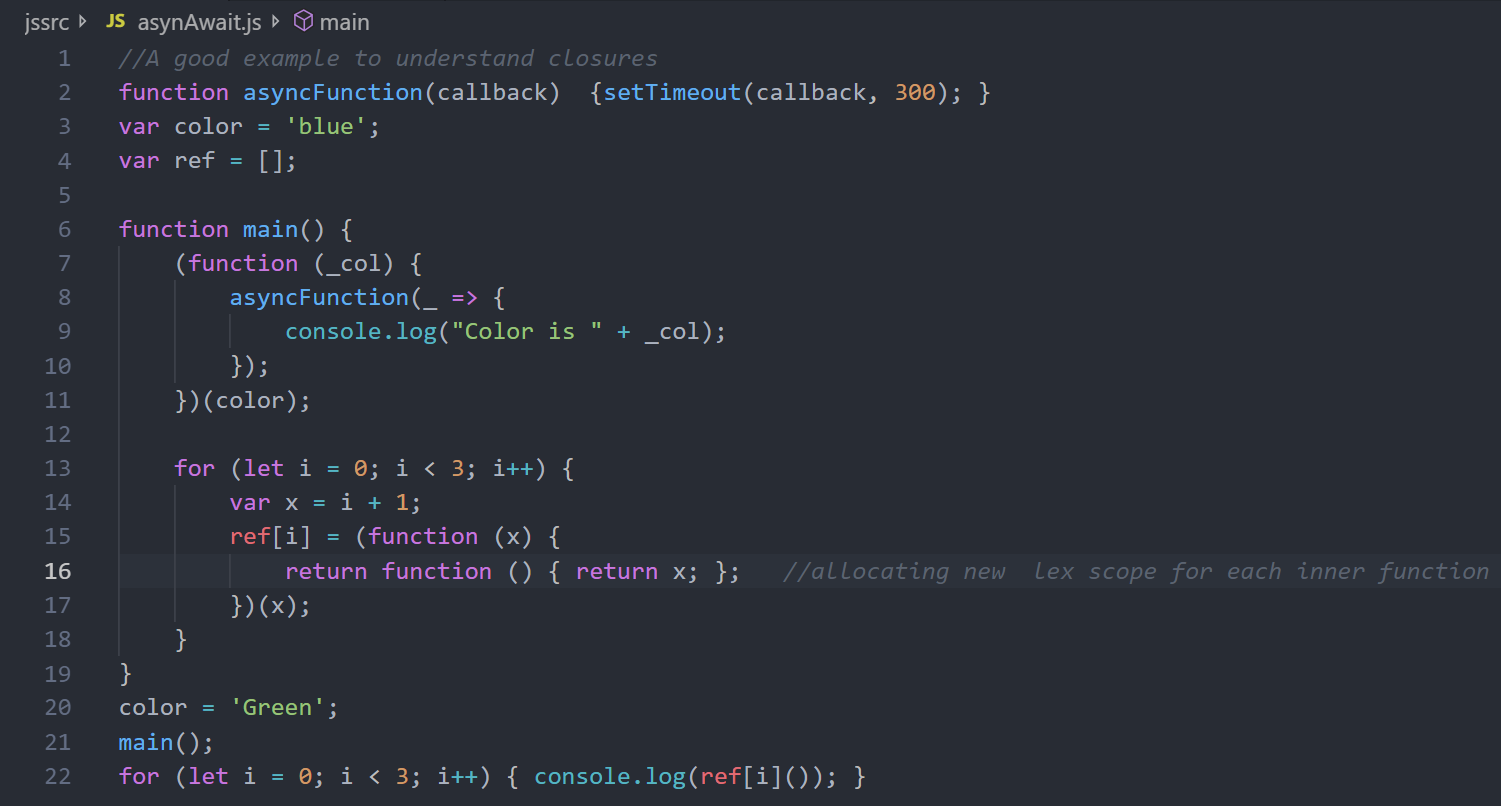 jssrc ▸ JS asynAwait.js ▸ main
1 //A good example to understand closures
2 function asyncFunction(callback)  {setTimeout(callback, 300); }
3 var color = 'blue';
4 var ref = [];
5
6 function main() {
7     (function (_col) {
8         asyncFunction(_ => {
9             console.log("Color is " + _col);
10         });
11     })(color);
12
13     for (let i = 0; i < 3; i++) {
14         var x = i + 1;
15         ref[i] = (function (x) {
16             return function () { return x; };   //allocating new  lex scope for each inner function
17         })(x);
18     }
19 }
20 color = 'Green';
21 main();
22 for (let i = 0; i < 3; i++) { console.log(ref[i]()); }